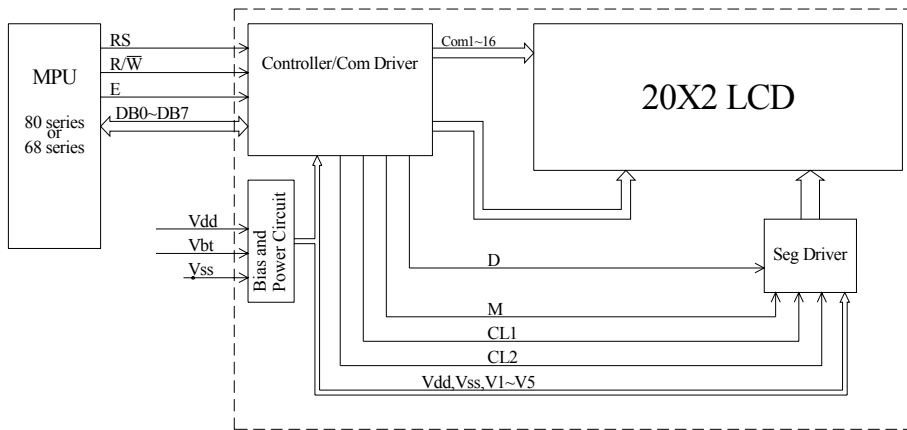 MPU
80 series
or
68 series
RS
R/W̅
E
DB0~DB7
Controller/Com Driver
Com1~16
20X2 LCD
Vdd
Vbt
Vss
Bias and
Power Circuit
Seg Driver
D
M
CL1
CL2
Vdd,Vss,V1~V5